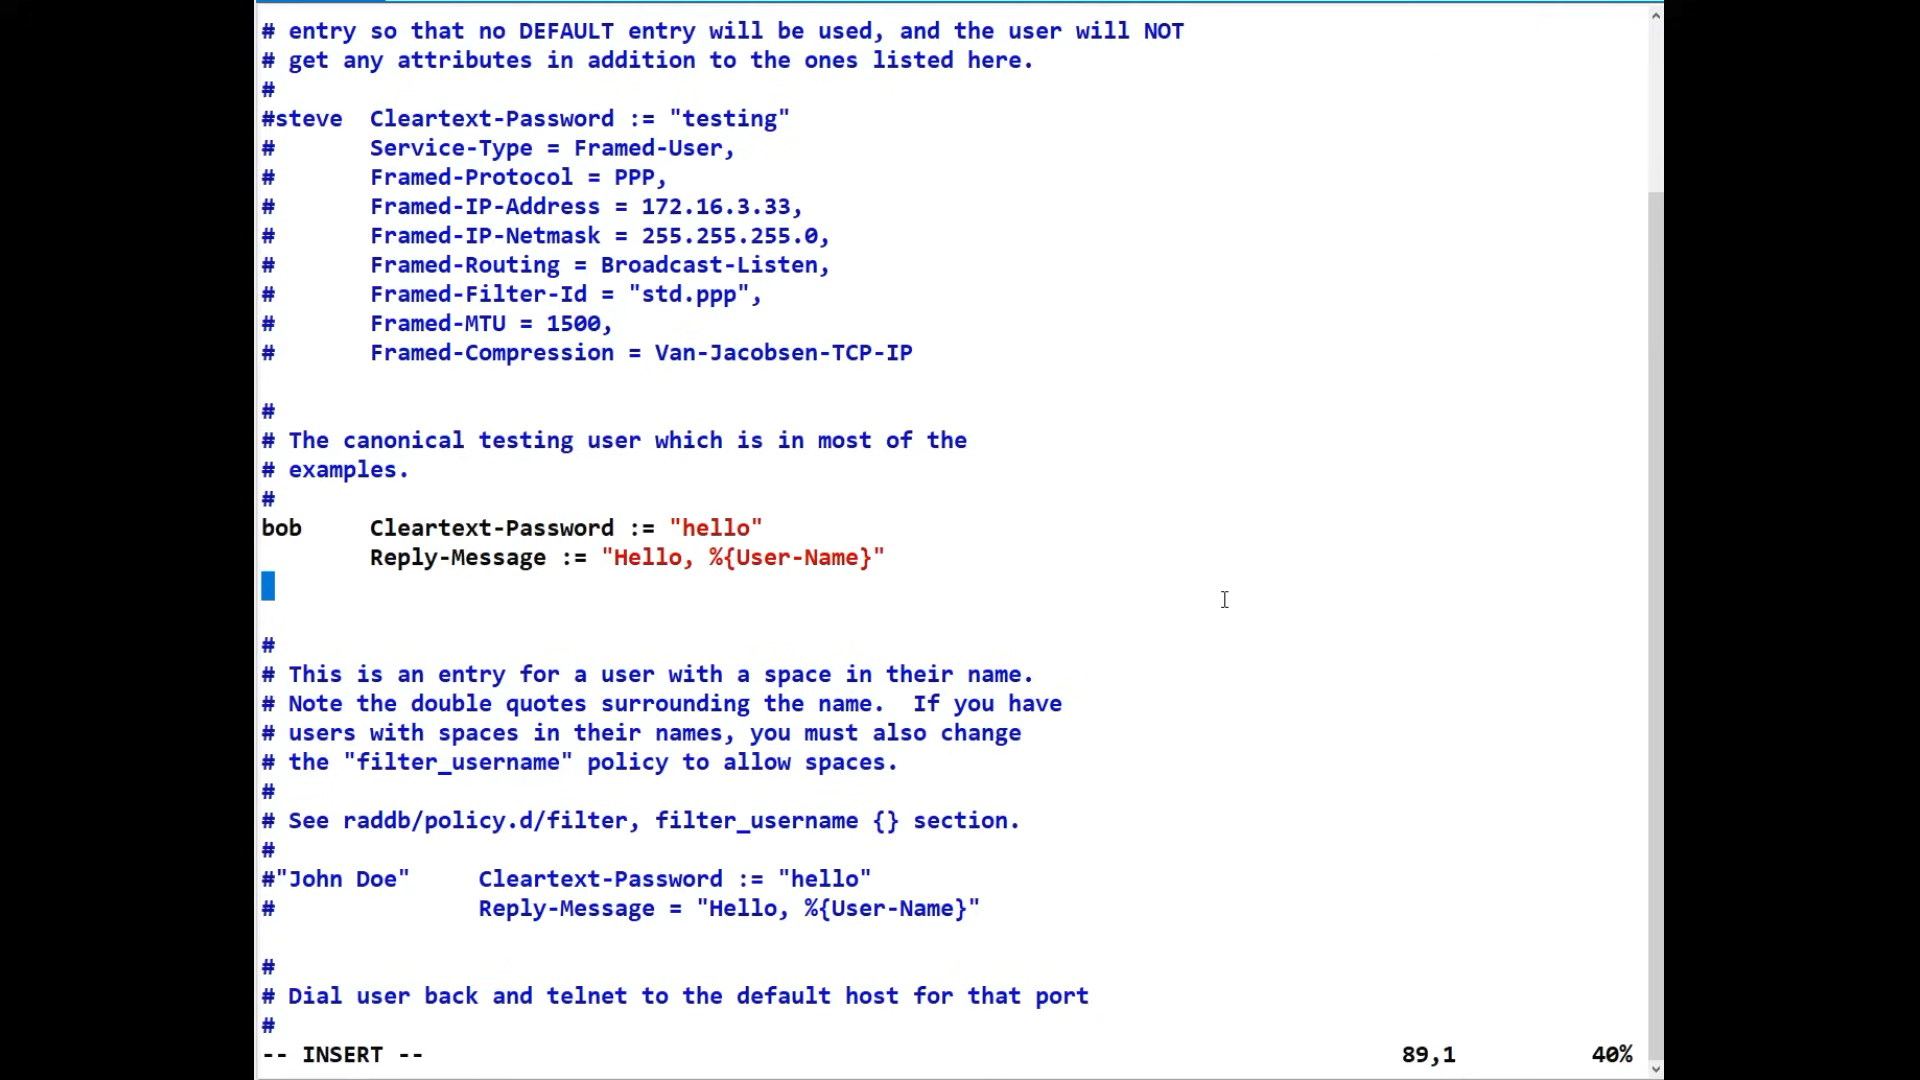 # entry so that no DEFAULT entry will be used, and the user will NOT
# get any attributes in addition to the ones listed here.
#
#steve  Cleartext-Password := "testing"
#       Service-Type = Framed-User,
#       Framed-Protocol = PPP,
#       Framed-IP-Address = 172.16.3.33,
#       Framed-IP-Netmask = 255.255.255.0,
#       Framed-Routing = Broadcast-Listen,
#       Framed-Filter-Id = "std.ppp",
#       Framed-MTU = 1500,
#       Framed-Compression = Van-Jacobsen-TCP-IP
#
# The canonical testing user which is in most of the
# examples.
#
bob     Cleartext-Password := "hello"
        Reply-Message := "Hello, %{User-Name}"
#
# This is an entry for a user with a space in their name.
# Note the double quotes surrounding the name.  If you have
# users with spaces in their names, you must also change
# the "filter_username" policy to allow spaces.
#
# See raddb/policy.d/filter, filter_username {} section.
#
#"John Doe"     Cleartext-Password := "hello"
#               Reply-Message = "Hello, %{User-Name}"
#
# Dial user back and telnet to the default host for that port
#
-- INSERT --                                                                        89,1          40%